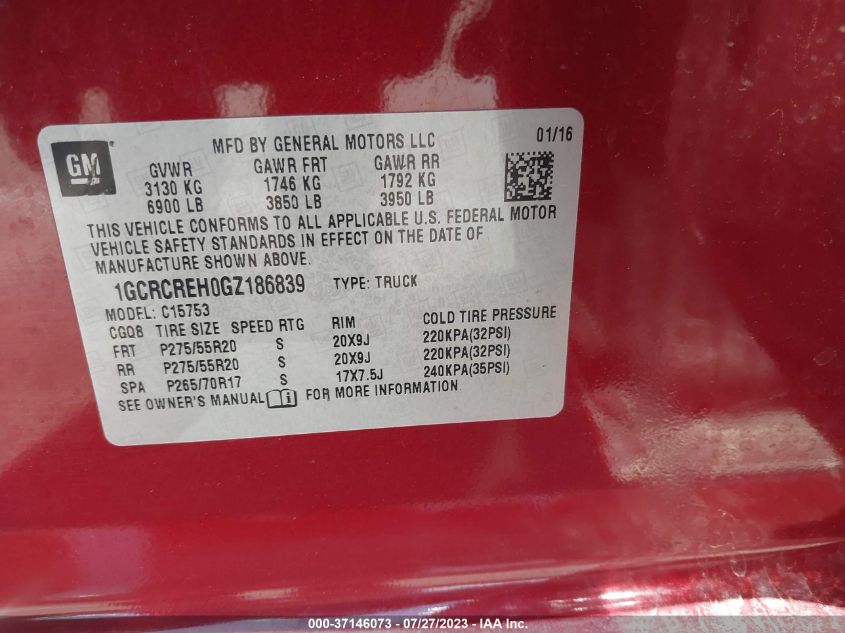 GM
MFD BY GENERAL MOTORS LLC 01/16
GVWR GAWR FRT GAWR RR
3130 KG 1746 KG 1792 KG
6900 LB 3850 LB 3950 LB
THIS VEHICLE CONFORMS TO ALL APPLICABLE U.S. FEDERAL MOTOR
VEHICLE SAFETY STANDARDS IN EFFECT ON THE DATE OF
MANUFACTURE SHOWN ABOVE.
1GCRCREH0GZ186839 TYPE: TRUCK
MODEL: C15753
CGQ8 TIRE SIZE SPEED RTG RIM COLD TIRE PRESSURE
FRT P275/55R20 S 20X9J 220KPA(32PSI)
RR P275/55R20 S 20X9J 220KPA(32PSI)
SPA P265/70R17 S 17X7.5J 240KPA(35PSI)
SEE OWNER'S MANUAL FOR MORE INFORMATION.
000-37146073 — 07/27/2023 — IAA Inc.